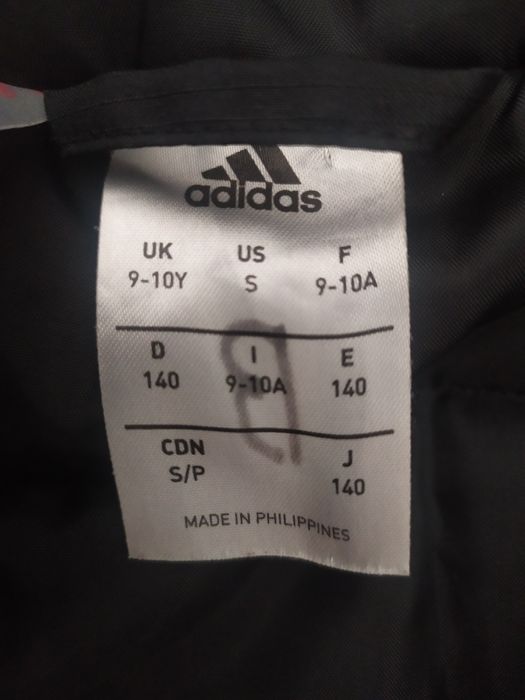 adidas
UK US F
9-10Y S 9-10A
D I E
140 9-10A 140
CDN J
S/P 140
MADE IN PHILIPPINES